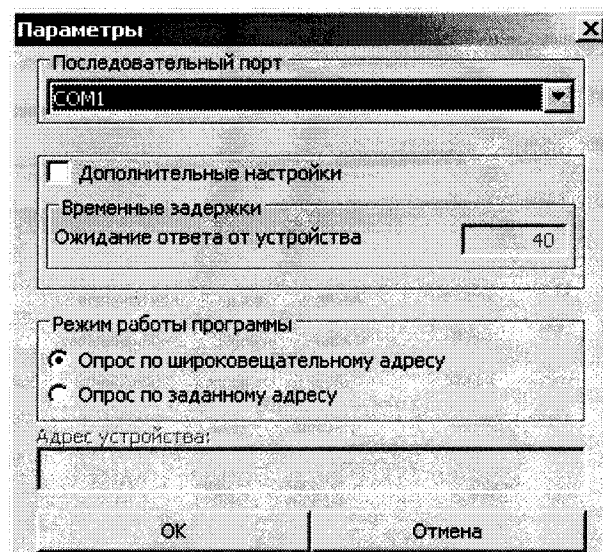 Параметры
Последовательный порт
COM1
Дополнительные настройки
Временные задержки
Ожидание ответа от устройства 40
Режим работы программы
Опрос по широковещательному адресу
Опрос по заданному адресу
Адрес устройства:
OK Отмена